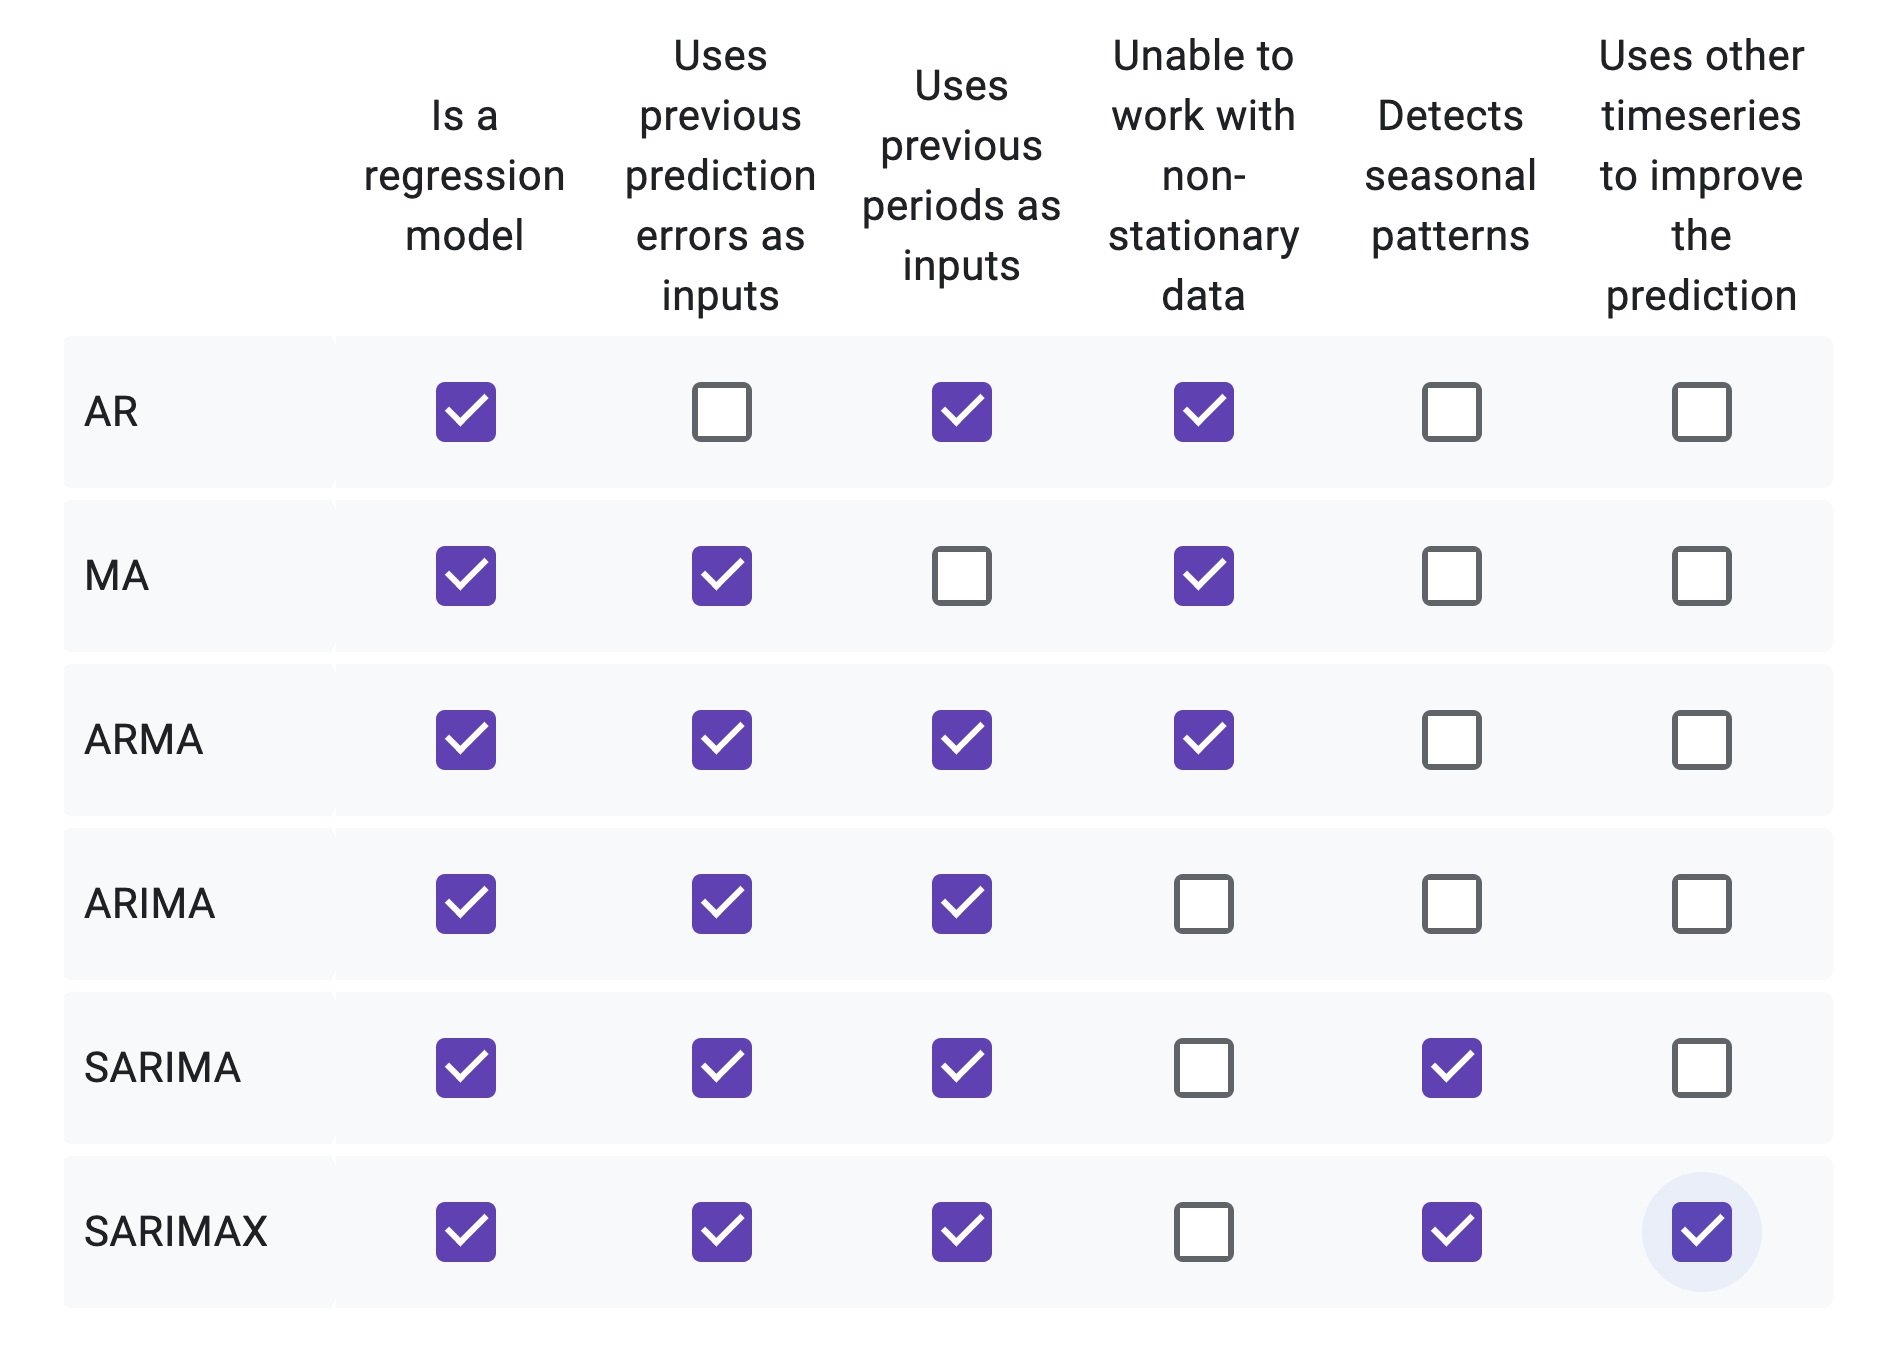 Is a
regression
model
Uses
previous
prediction
errors as
inputs
Uses
previous
periods as
inputs
Unable to
work with
non-
stationary
data
Detects
seasonal
patterns
Uses other
timeseries
to improve
the
prediction
AR
MA
ARMA
ARIMA
SARIMA
SARIMAX